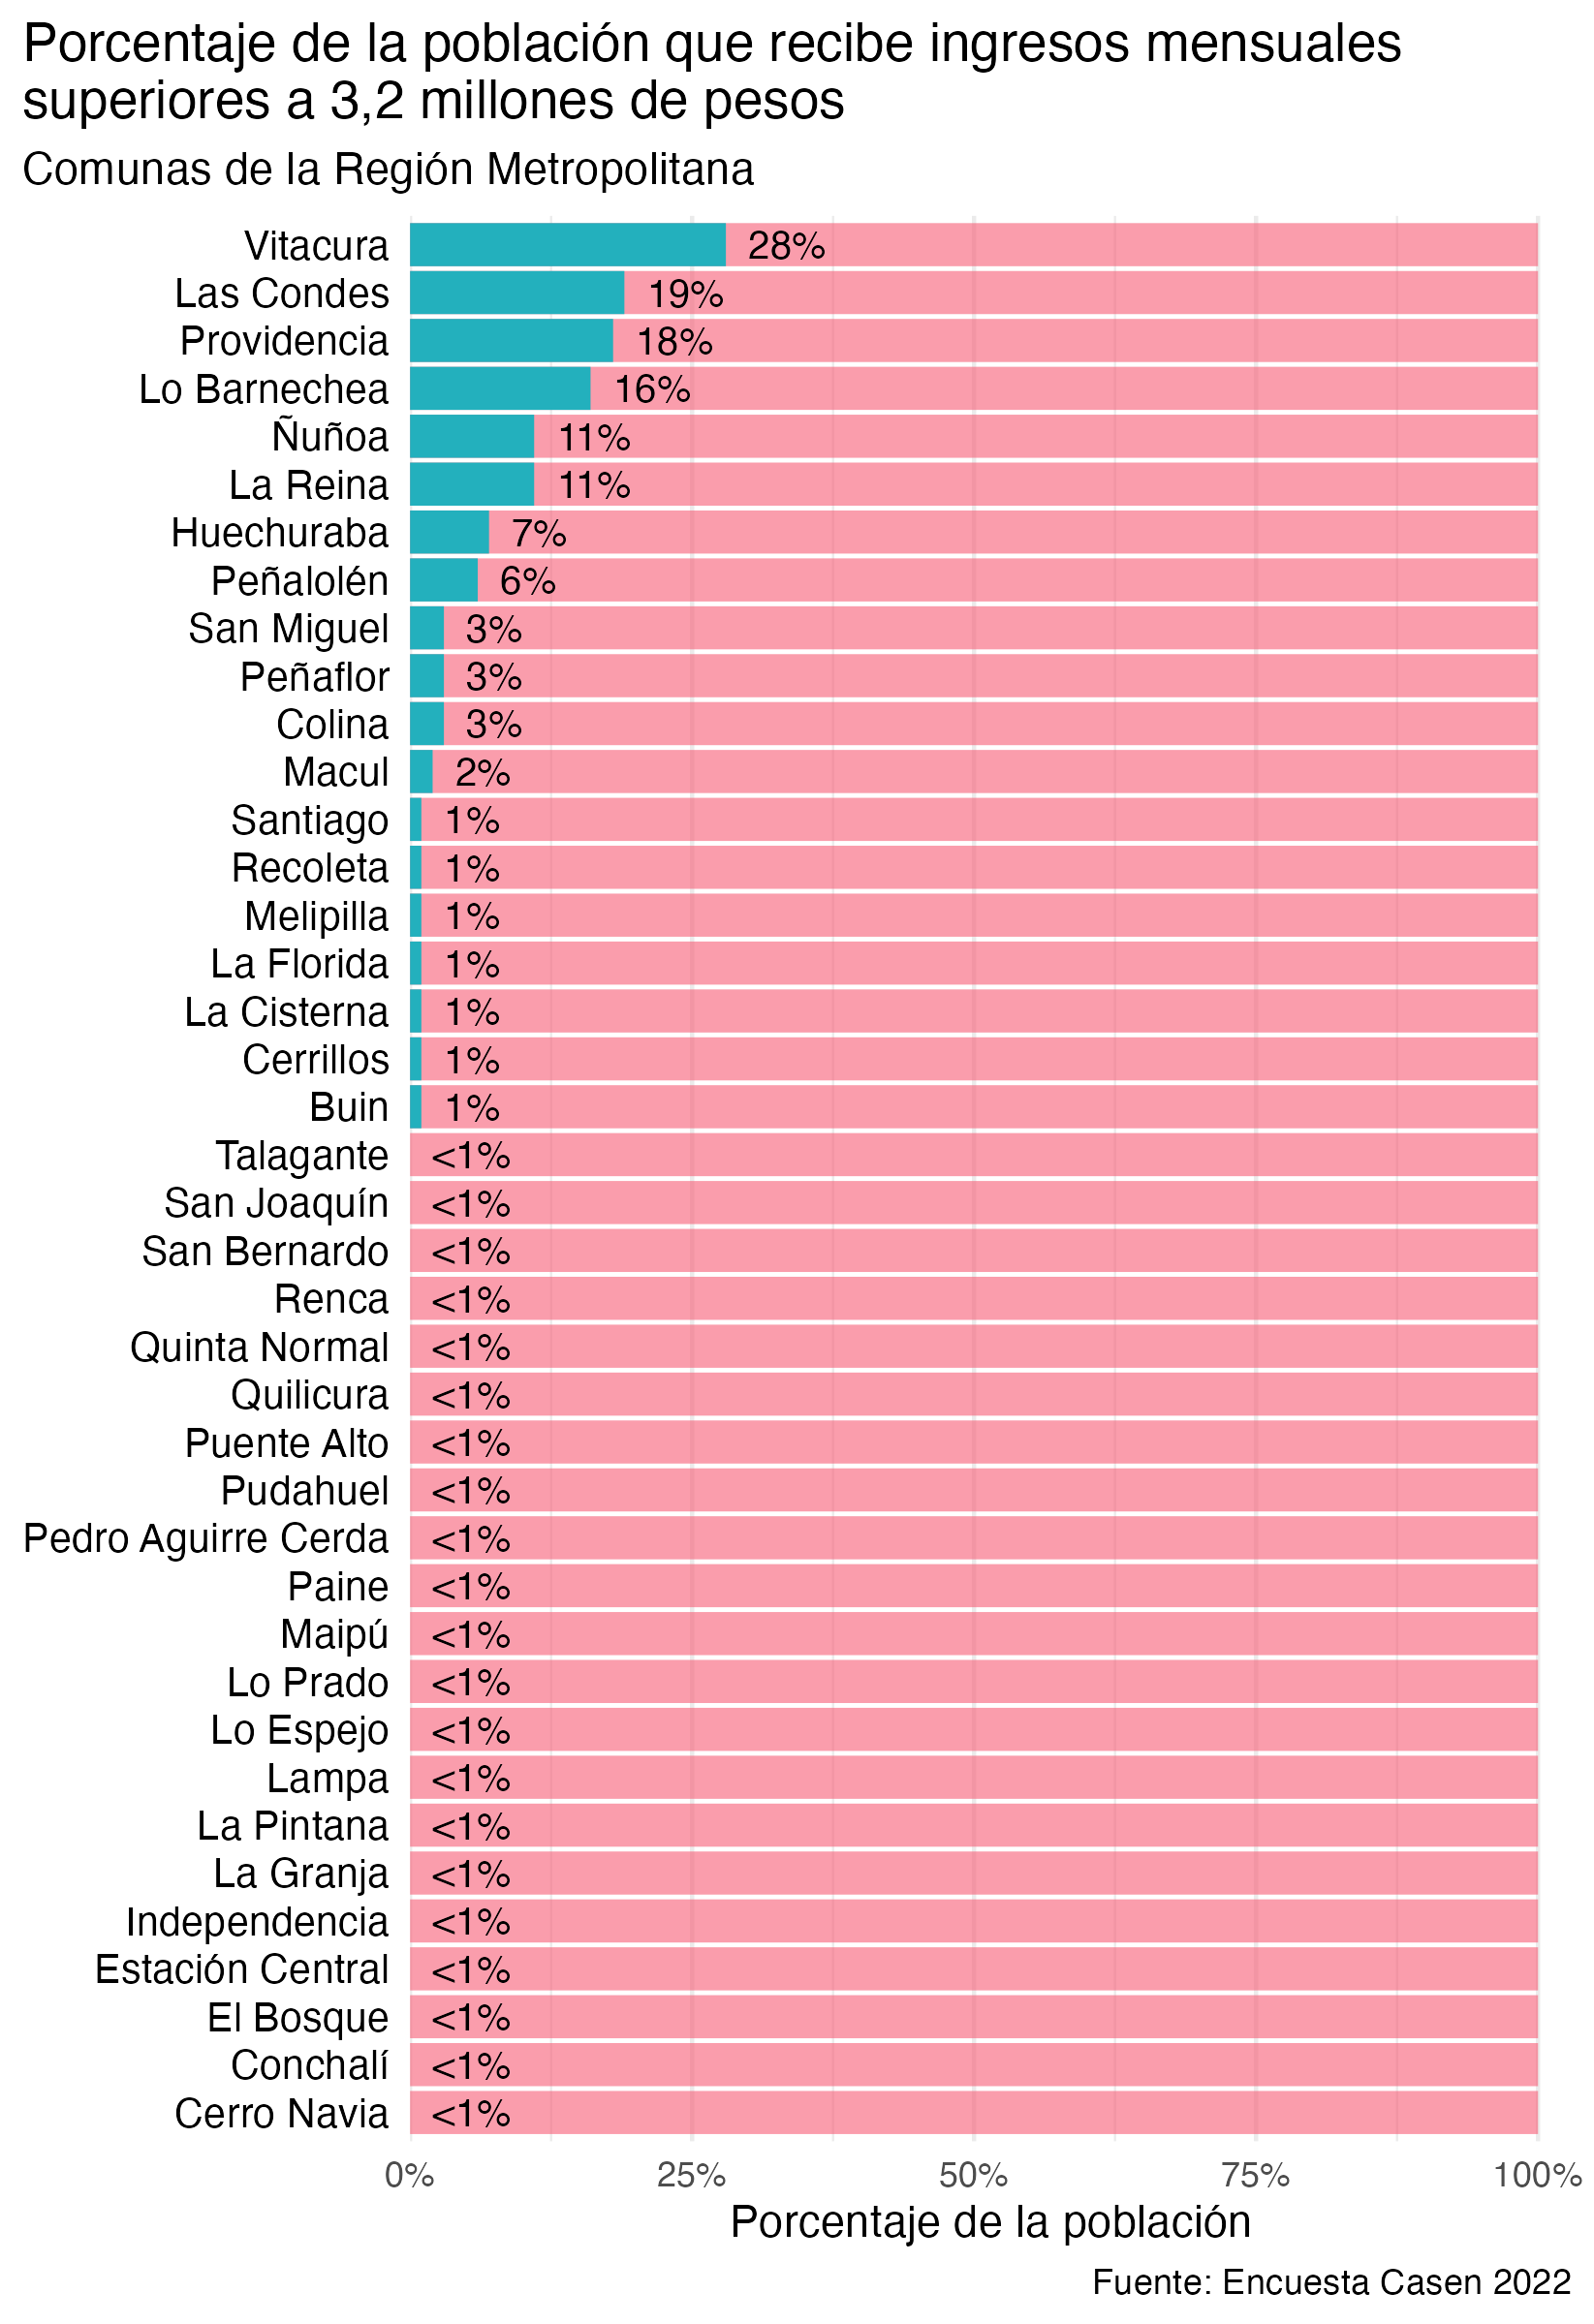 Porcentaje de la población que recibe ingresos mensuales
superiores a 3,2 millones de pesos
Comunas de la Región Metropolitana
Vitacura 28%
Las Condes 19%
Providencia 18%
Lo Barnechea 16%
Ñuñoa 11%
La Reina 11%
Huechuraba 7%
Peñalolén 6%
San Miguel 3%
Peñaflor 3%
Colina 3%
Macul 2%
Santiago 1%
Recoleta 1%
Melipilla 1%
La Florida 1%
La Cisterna 1%
Cerrillos 1%
Buin 1%
Talagante <1%
San Joaquín <1%
San Bernardo <1%
Renca <1%
Quinta Normal <1%
Quilicura <1%
Puente Alto <1%
Pudahuel <1%
Pedro Aguirre Cerda <1%
Paine <1%
Maipú <1%
Lo Prado <1%
Lo Espejo <1%
Lampa <1%
La Pintana <1%
La Granja <1%
Independencia <1%
Estación Central <1%
El Bosque <1%
Conchalí <1%
Cerro Navia <1%
0% 25% 50% 75% 100%
Porcentaje de la población
Fuente: Encuesta Casen 2022